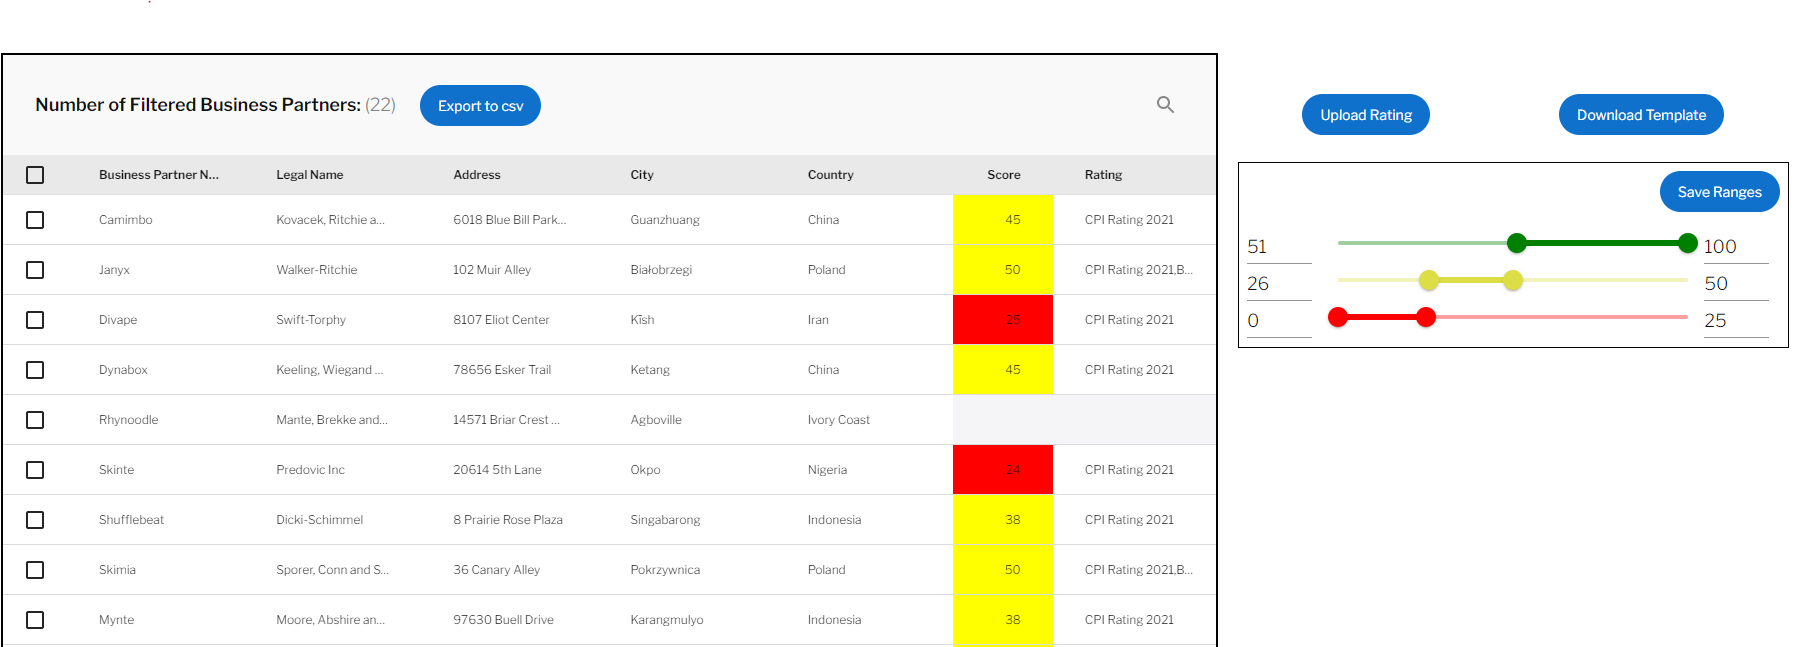 Number of Filtered Business Partners: (22) Export to csv
Upload Rating Download Template
Business Partner N... Legal Name Address City Country Score Rating
Camimbo Kovacek, Ritchie a... 6018 Blue Bill Park... Guanzhuang China 45 CPI Rating 2021
Janyx Walker-Ritchie 102 Muir Alley Białobrzegi Poland 50 CPI Rating 2021,B...
Divape Swift-Torphy 8107 Eliot Center Kīsh Iran 25 CPI Rating 2021
Dynabox Keeling, Wiegand ... 78656 Esker Trail Ketang China 45 CPI Rating 2021
Rhynoodle Mante, Brekke and... 14571 Briar Crest ... Agboville Ivory Coast
Skinte Predovic Inc 20614 5th Lane Okpo Nigeria 24 CPI Rating 2021
Shufflebeat Dicki-Schimmel 8 Prairie Rose Plaza Singabarong Indonesia 38 CPI Rating 2021
Skimia Sporer, Conn and S... 36 Canary Alley Pokrzywnica Poland 50 CPI Rating 2021,B...
Mynte Moore, Abshire an... 97630 Buell Drive Karangmulyo Indonesia 38 CPI Rating 2021
Save Ranges
51 100
26 50
0 25